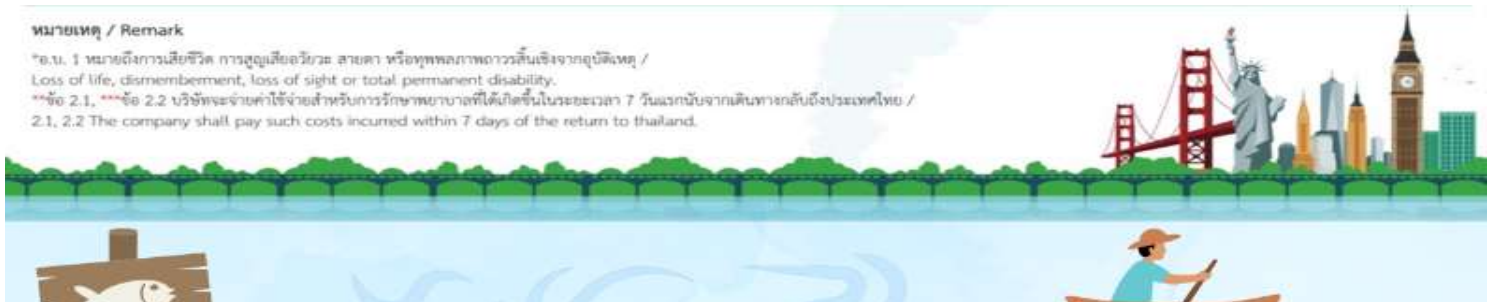 หมายเหตุ / Remark
*อ.บ. 1 หมายถึงการเสียชีวิต การสูญเสียอวัยวะ สายตา หรือทุพพลภาพถาวรสิ้นเชิงจากอุบัติเหตุ /
Loss of life, dismemberment, loss of sight or total permanent disability.
**ข้อ 2.1, ***ข้อ 2.2 บริษัทจะจ่ายค่าใช้จ่ายสำหรับการรักษาพยาบาลที่ได้เกิดขึ้นในระยะเวลา 7 วันแรกนับจากเดินทางกลับถึงประเทศไทย /
2.1, 2.2 The company shall pay such costs incurred within 7 days of the return to thailand.